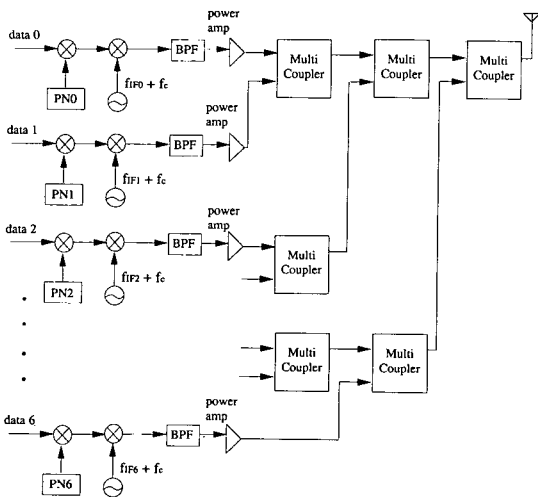 data 0
PN0
fIF0 + fc
BPF
power
amp
Multi
Coupler
Multi
Coupler
Multi
Coupler
data 1
PN1
fIF1 + fc
BPF
power
amp
data 2
PN2
fIF2 + fc
BPF
power
amp
Multi
Coupler
Multi
Coupler
Multi
Coupler
data 6
PN6
fIF6 + fc
BPF
power
amp